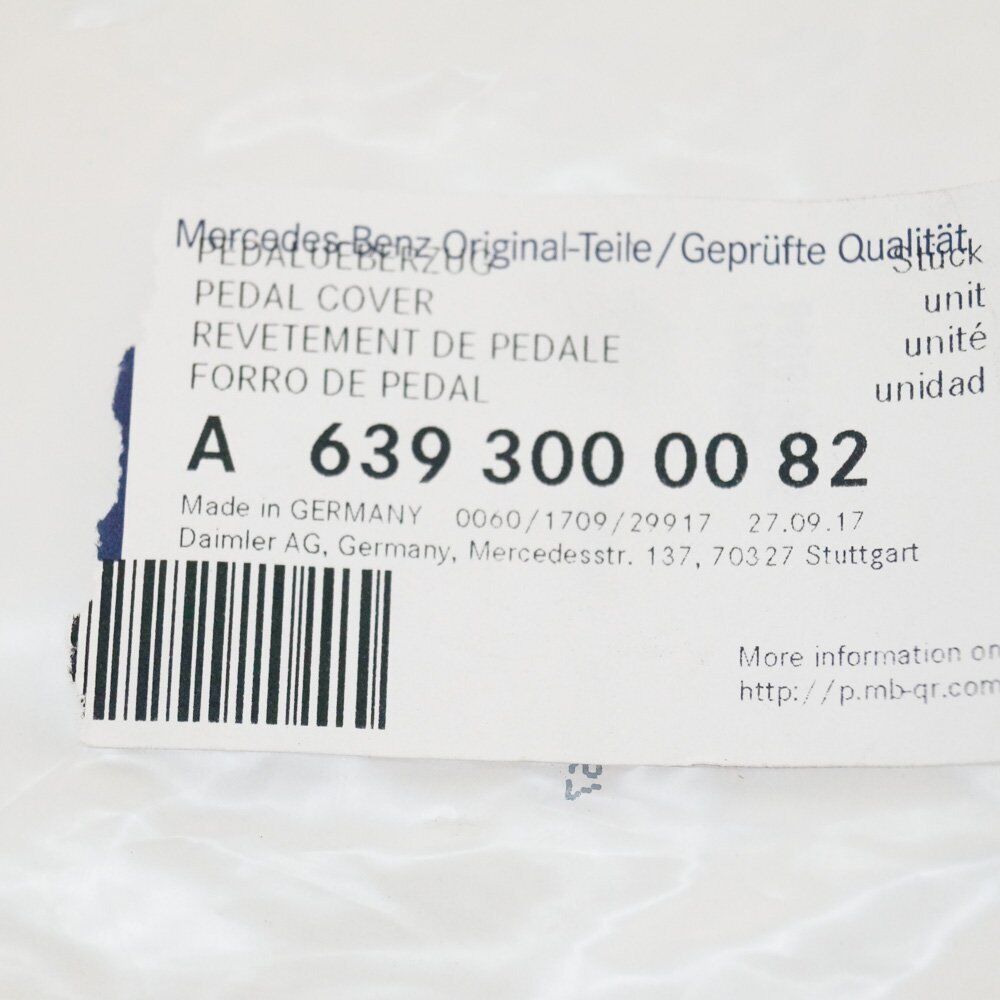 Mercedes-Benz Original-Teile/Geprüfte Qualität
PEDALUEBERZUG Stück
PEDAL COVER unit
REVETEMENT DE PEDALE unité
FORRO DE PEDAL unidad
A 639 300 00 82
Made in GERMANY 0060/1709/29917 27.09.17
Daimler AG, Germany, Mercedesstr. 137, 70327 Stuttgart
More information on
http://p.mb-qr.com